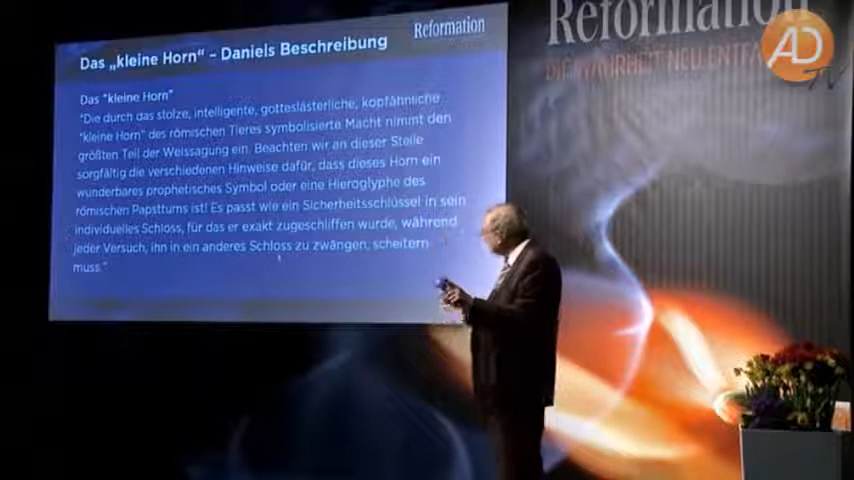 Das „kleine Horn“ – Daniels Beschreibung
Reformation
Das "kleine Horn"
"Die durch das stolze, intelligente, gotteslästerliche, kopfähnliche
"kleine Horn" des römischen Tieres symbolisierte Macht nimmt den
größten Teil der Weissagung ein. Beachten wir an dieser Stelle
sorgfältig die verschiedenen Hinweise dafür, dass dieses Horn ein
wunderbares prophetisches Symbol oder eine Hieroglyphe des
römischen Papsttums ist! Es passt wie ein Sicherheitsschlüssel in sein
individuelles Schloss, für das er exakt zugeschliffen wurde, während
jeder Versuch, ihn in ein anderes Schloss zu zwängen, scheitern
muss."
Reformation
DIE WAHRHEIT NEU
AD
TV